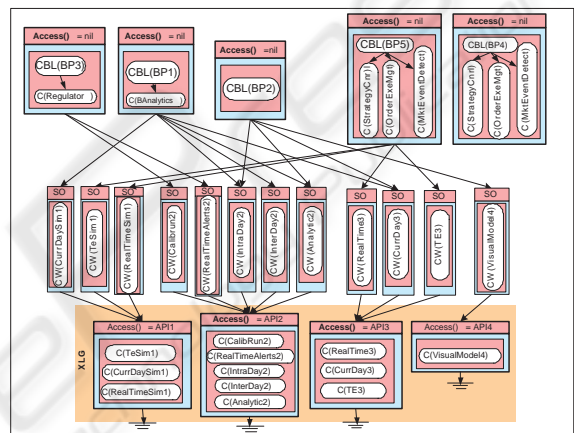 Access() = nil
Access() =nil
Access() =nil
Access() =nil
Access() =nil
CBL(BP3)
C(Regulator )
CBL(BP1)
C(BAnalytics)
CBL(BP2)
CBL(BP5)
C(StrategyCnr)
C(OrderExeMgt)
C(MktEventDetect)
CBL(BP4)
C(StrategyCnrl)
C(OrderExeMgt)
C(MktEventDetect)
SO
SO
SO
SO
SO
SO
SO
SO
SO
SO
SO
SO
CW(CurrDaySim1)
CW(TeSim1)
CW(RealTimeSim1)
CW(Calibrun2)
CW(RealTimeAlerts2)
CW(IntraDay2)
CW(InterDay2)
CW(Analytic2)
CW(RealTime3)
CW(CurrDay3)
CW(TE3)
CW(VisualModel4)
XLG
Access() = API1
C(TeSim1)
C(CurrDaySim1)
C(RealTimeSim1)
Access() = API2
C(CalibRun2)
C(RealTimeAlerts2)
C(IntraDay2)
C(InterDay2)
C(Analytic2)
Access() = API3
C(RealTime3)
C(CurrDay3)
C(TE3)
Access() = API4
C(VisualModel4)